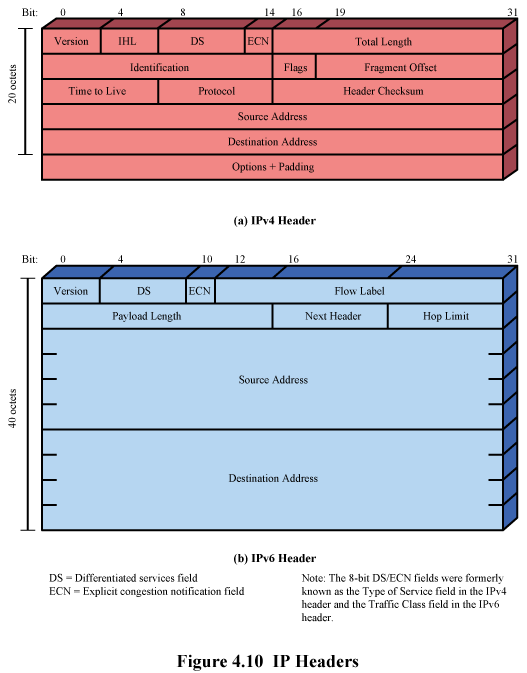 Bit: 0 4 8 14 16 19 31
Version IHL DS ECN Total Length
Identification Flags Fragment Offset
Time to Live Protocol Header Checksum
Source Address
Destination Address
Options + Padding
20 octets
(a) IPv4 Header
Bit: 0 4 10 12 16 24 31
Version DS ECN Flow Label
Payload Length Next Header Hop Limit
Source Address
Destination Address
40 octets
(b) IPv6 Header
DS = Differentiated services field
ECN = Explicit congestion notification field
Note: The 8-bit DS/ECN fields were formerly
known as the Type of Service field in the IPv4
header and the Traffic Class field in the IPv6
header.
Figure 4.10 IP Headers